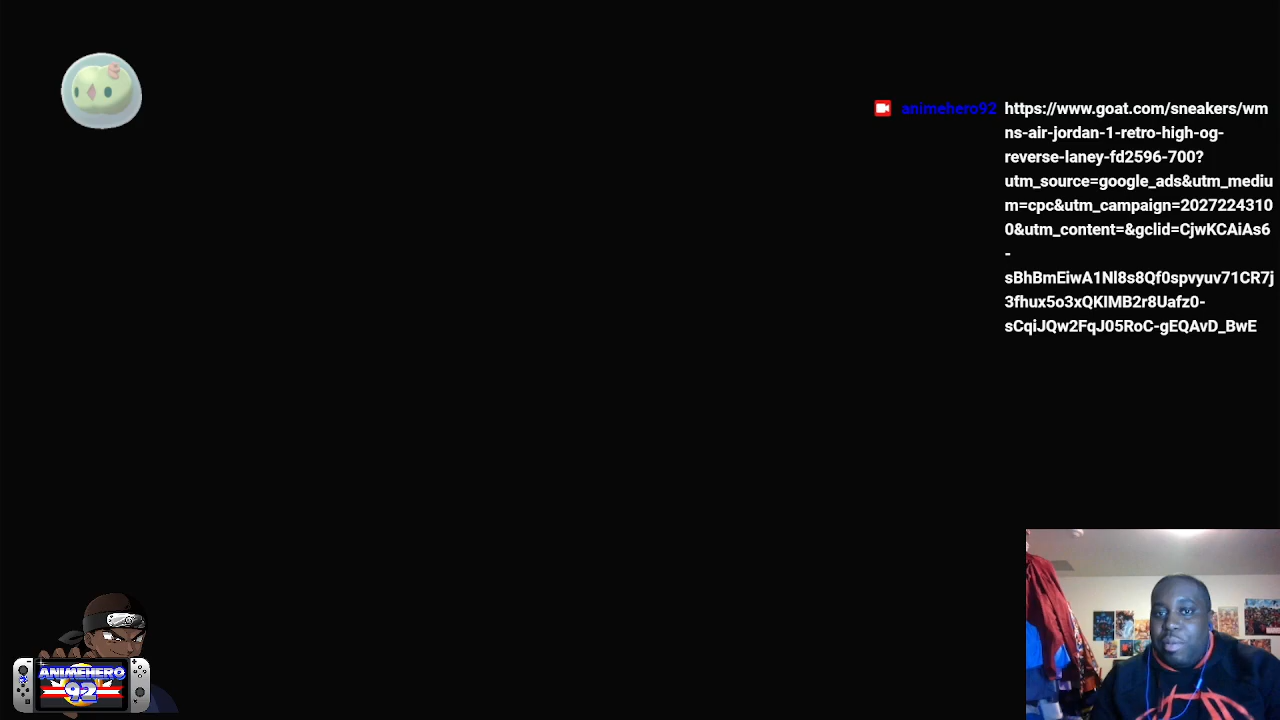 animehero92 https://www.goat.com/sneakers/wm
ns-air-jordan-1-retro-high-og-
reverse-laney-fd2596-700?
utm_source=google_ads&utm_mediu
m=cpc&utm_campaign=2027224310
0&utm_content=&gclid=CjwKCAiAs6
-
sBhBmEiwA1Nl8s8Qf0spvyuv71CR7j
3fhux5o3xQKIMB2r8Uafz0-
sCqiJQw2FqJ05RoC-gEQAvD_BwE
ANIMEHERO
92